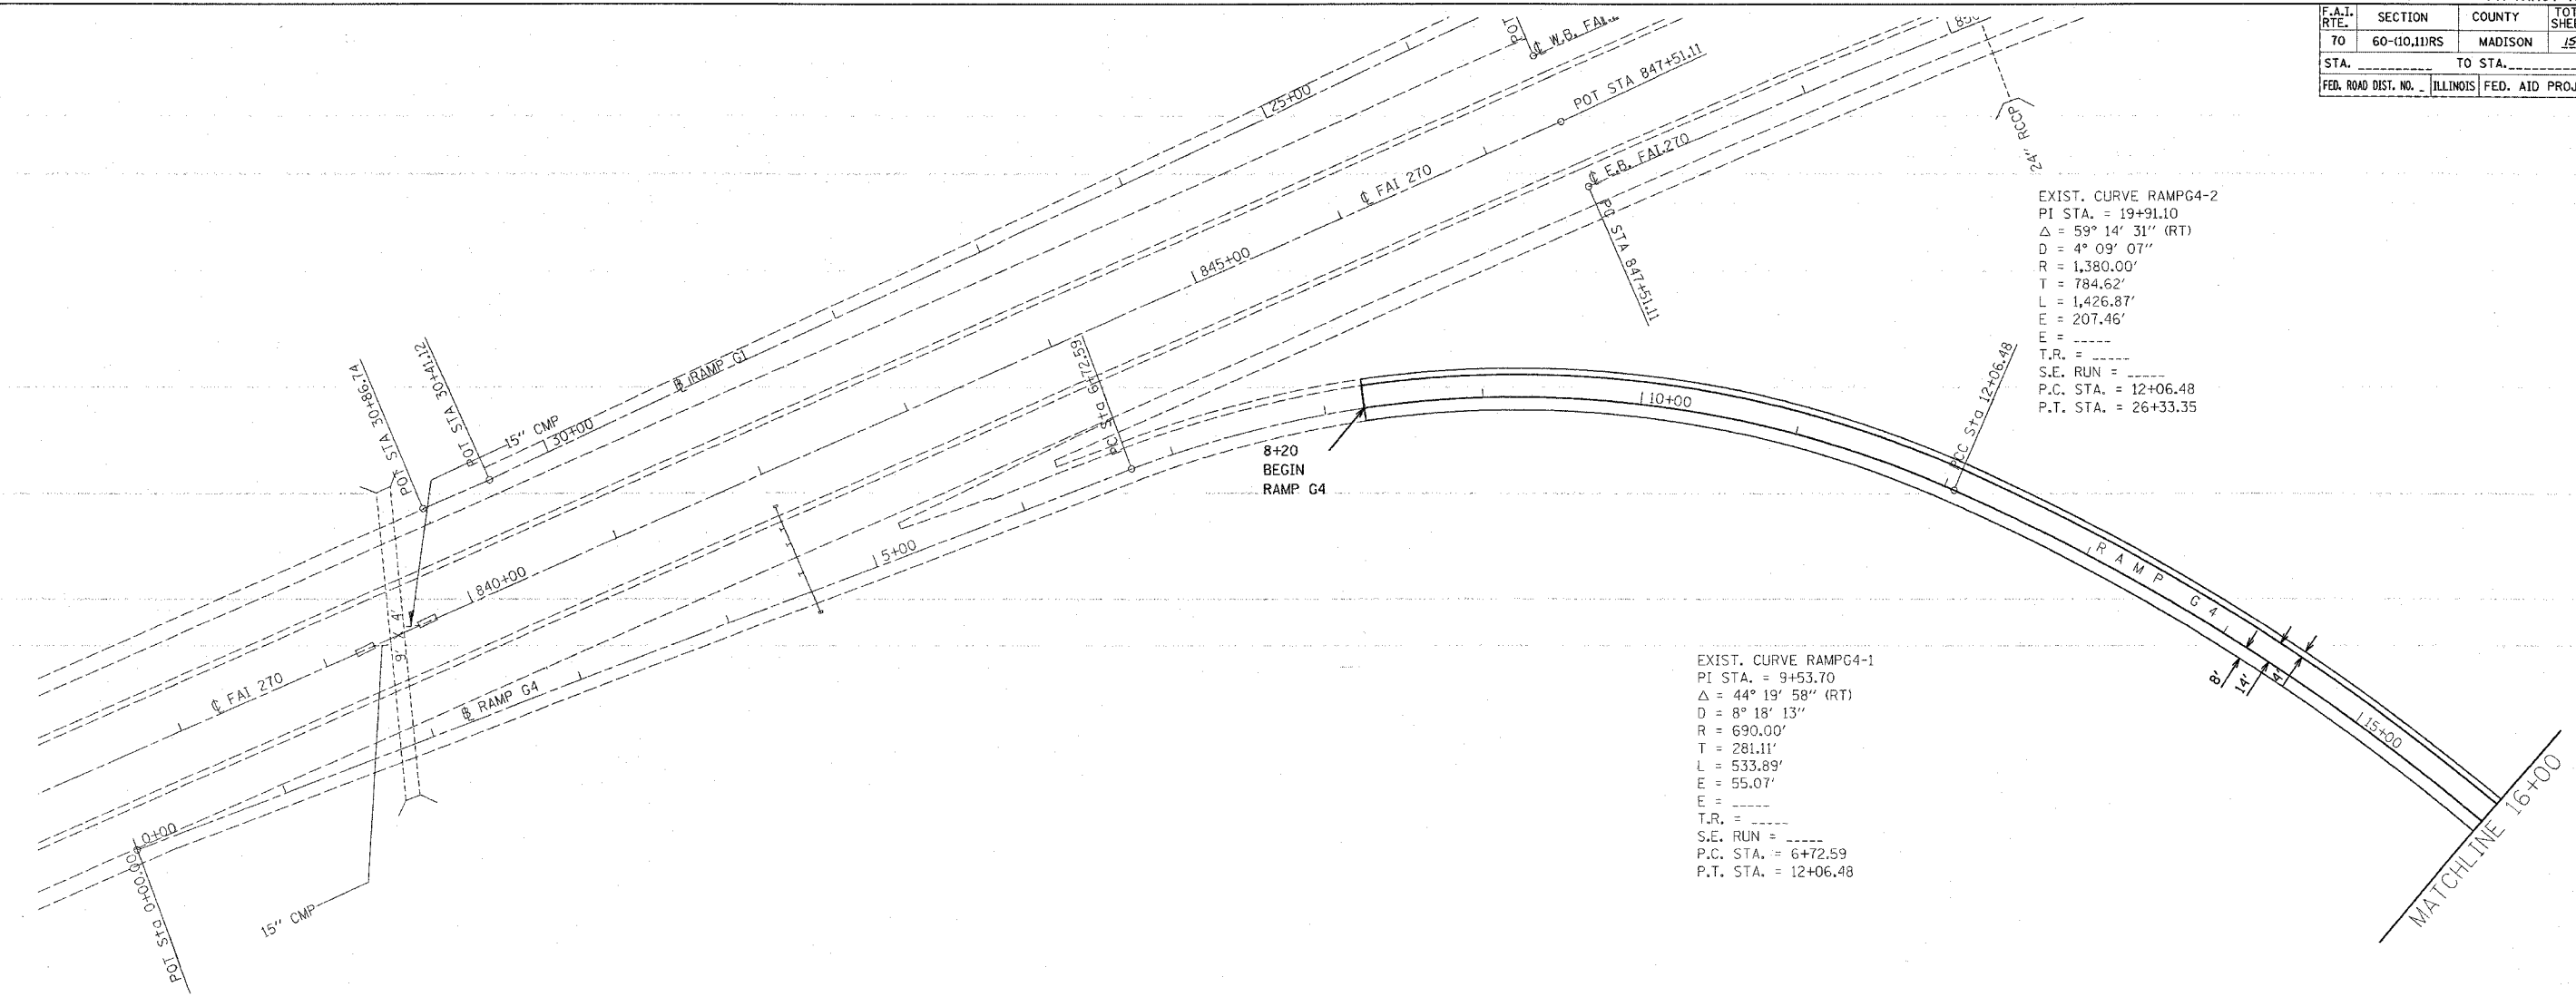 F.A.I. RTE. SECTION COUNTY
70 60-(10,11)RS MADISON
STA. __________ TO STA.
FED. ROAD DIST. NO. _ ILLINOIS FED. AID
POT
℄ W.B.
25+00
POT STA 847+51.11
℄ E.B. FAI 270
℄ FAI 270
24" RCCP
PC STA 847+51.11
845+00
EXIST. CURVE RAMPG4-2
PI STA. = 19+91.10
Δ = 59° 14' 31" (RT)
D = 4° 09' 07"
R = 1,380.00'
T = 784.62'
L = 1,426.87'
E = 207.46'
E = _____
T.R. = _____
S.E. RUN = _____
P.C. STA. = 12+06.48
P.T. STA. = 26+33.35
RAMP G1
POT STA 30+86.74
POT STA 30+41.12
15" CMP
30+00
PC Sta 6+72.59
10+00
PCC Sta 12+06.48
8+20
BEGIN
RAMP G4
5+00
840+00
9' X 4'
℄ FAI 270
RAMP G4
RAMP G4
8'
14'
4'
15+00
MATCHLINE 16+00
EXIST. CURVE RAMPG4-1
PI STA. = 9+53.70
Δ = 44° 19' 58" (RT)
D = 8° 18' 13"
R = 690.00'
T = 281.11'
L = 533.89'
E = 55.07'
E = _____
T.R. = _____
S.E. RUN = _____
P.C. STA. = 6+72.59
P.T. STA. = 12+06.48
0+00
POT Sta 0+00.00
15" CMP